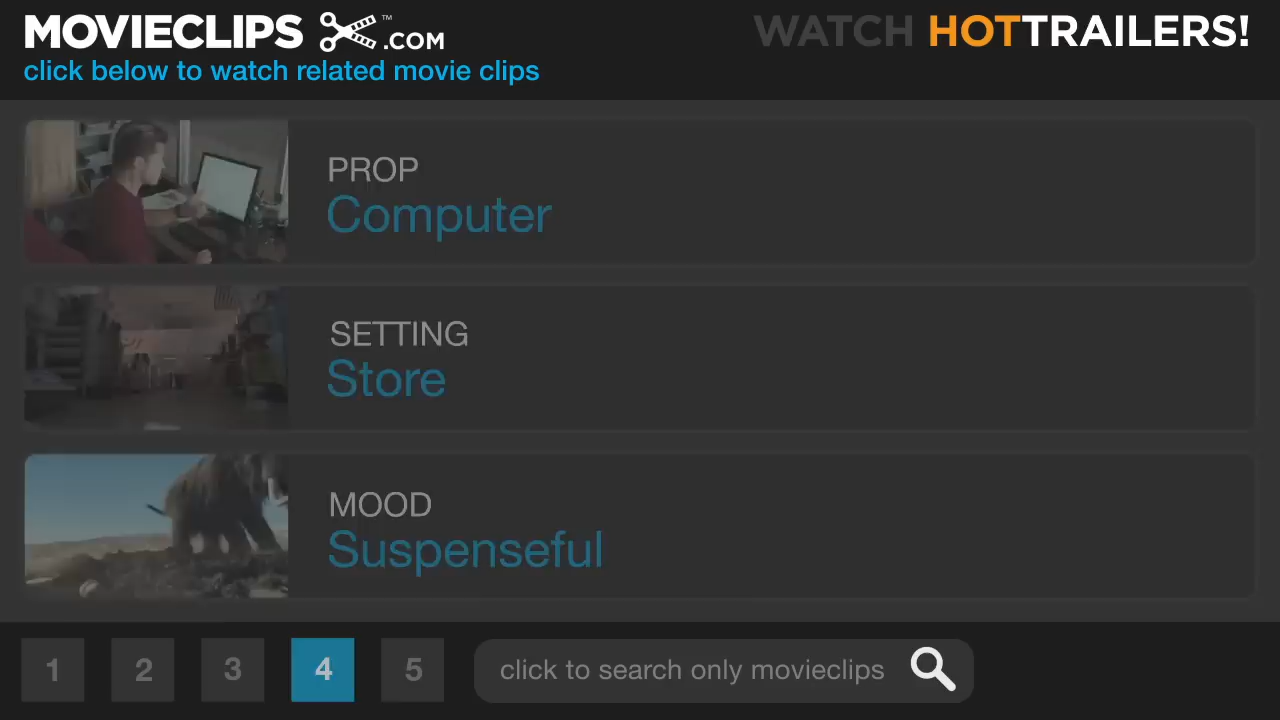 MOVIECLIPS ™ .COM
WATCH HOTTRAILERS!
click below to watch related movie clips
PROP
Computer
SETTING
Store
MOOD
Suspenseful
1 2 3 4 5
click to search only movieclips